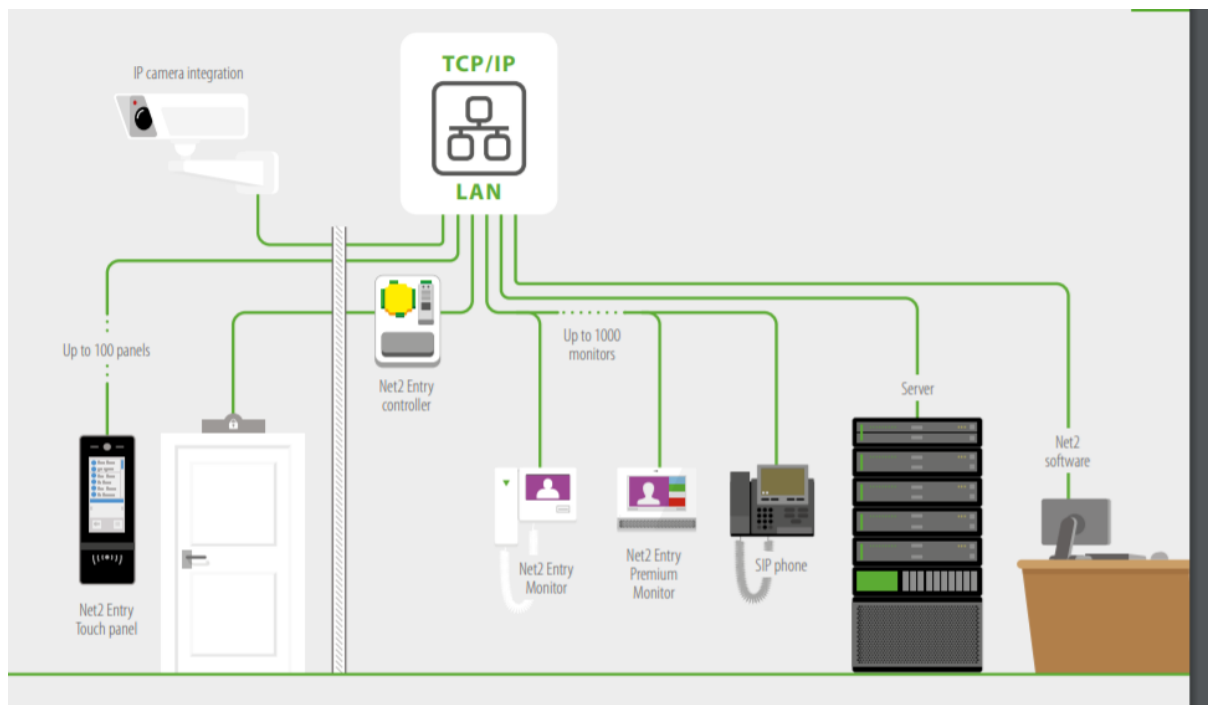 IP camera integration
TCP/IP
LAN
Up to 100 panels
Net2 Entry
controller
Up to 1000
monitors
Server
Net2
software
Net2 Entry
Touch panel
Net2 Entry
Monitor
Net2 Entry
Premium
Monitor
SIP phone